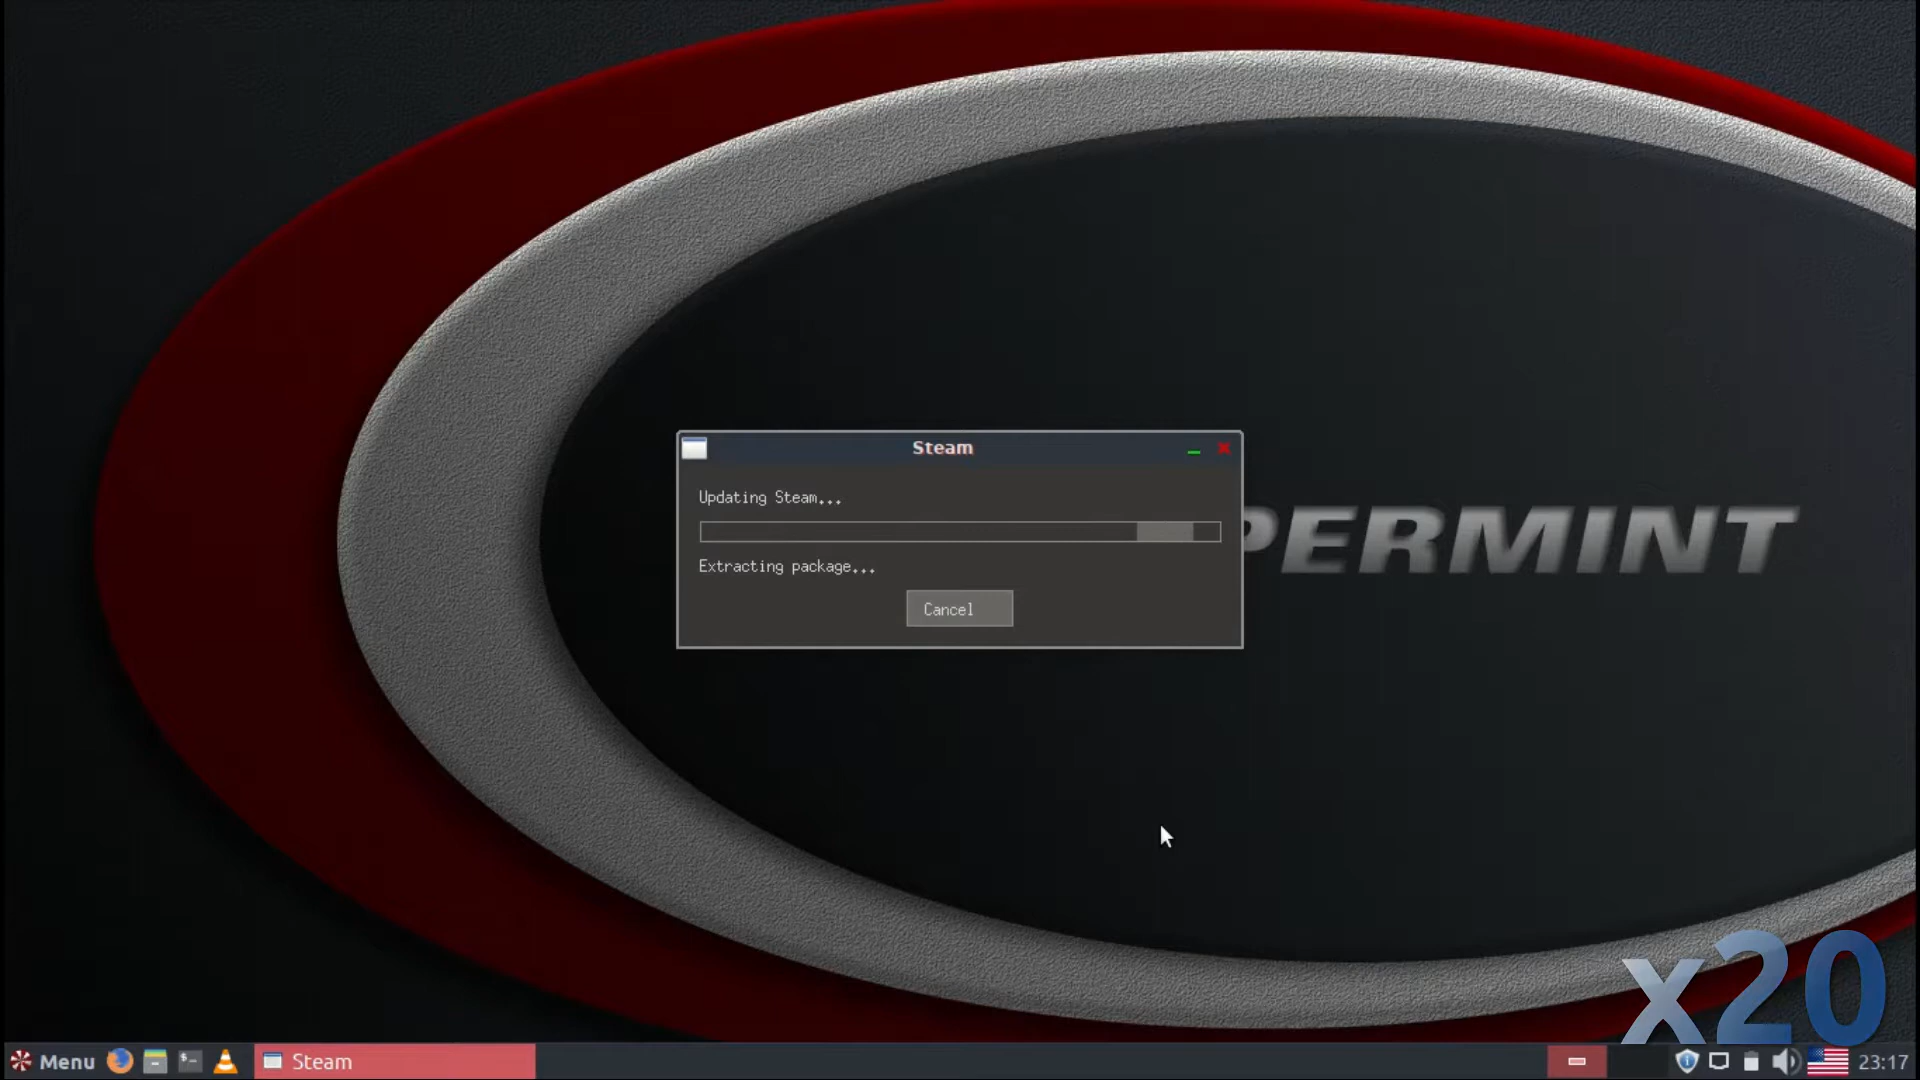 Steam
Updating Steam...
Extracting package...
Cancel
PERMINT
x20
Menu
$-
Steam
23:17